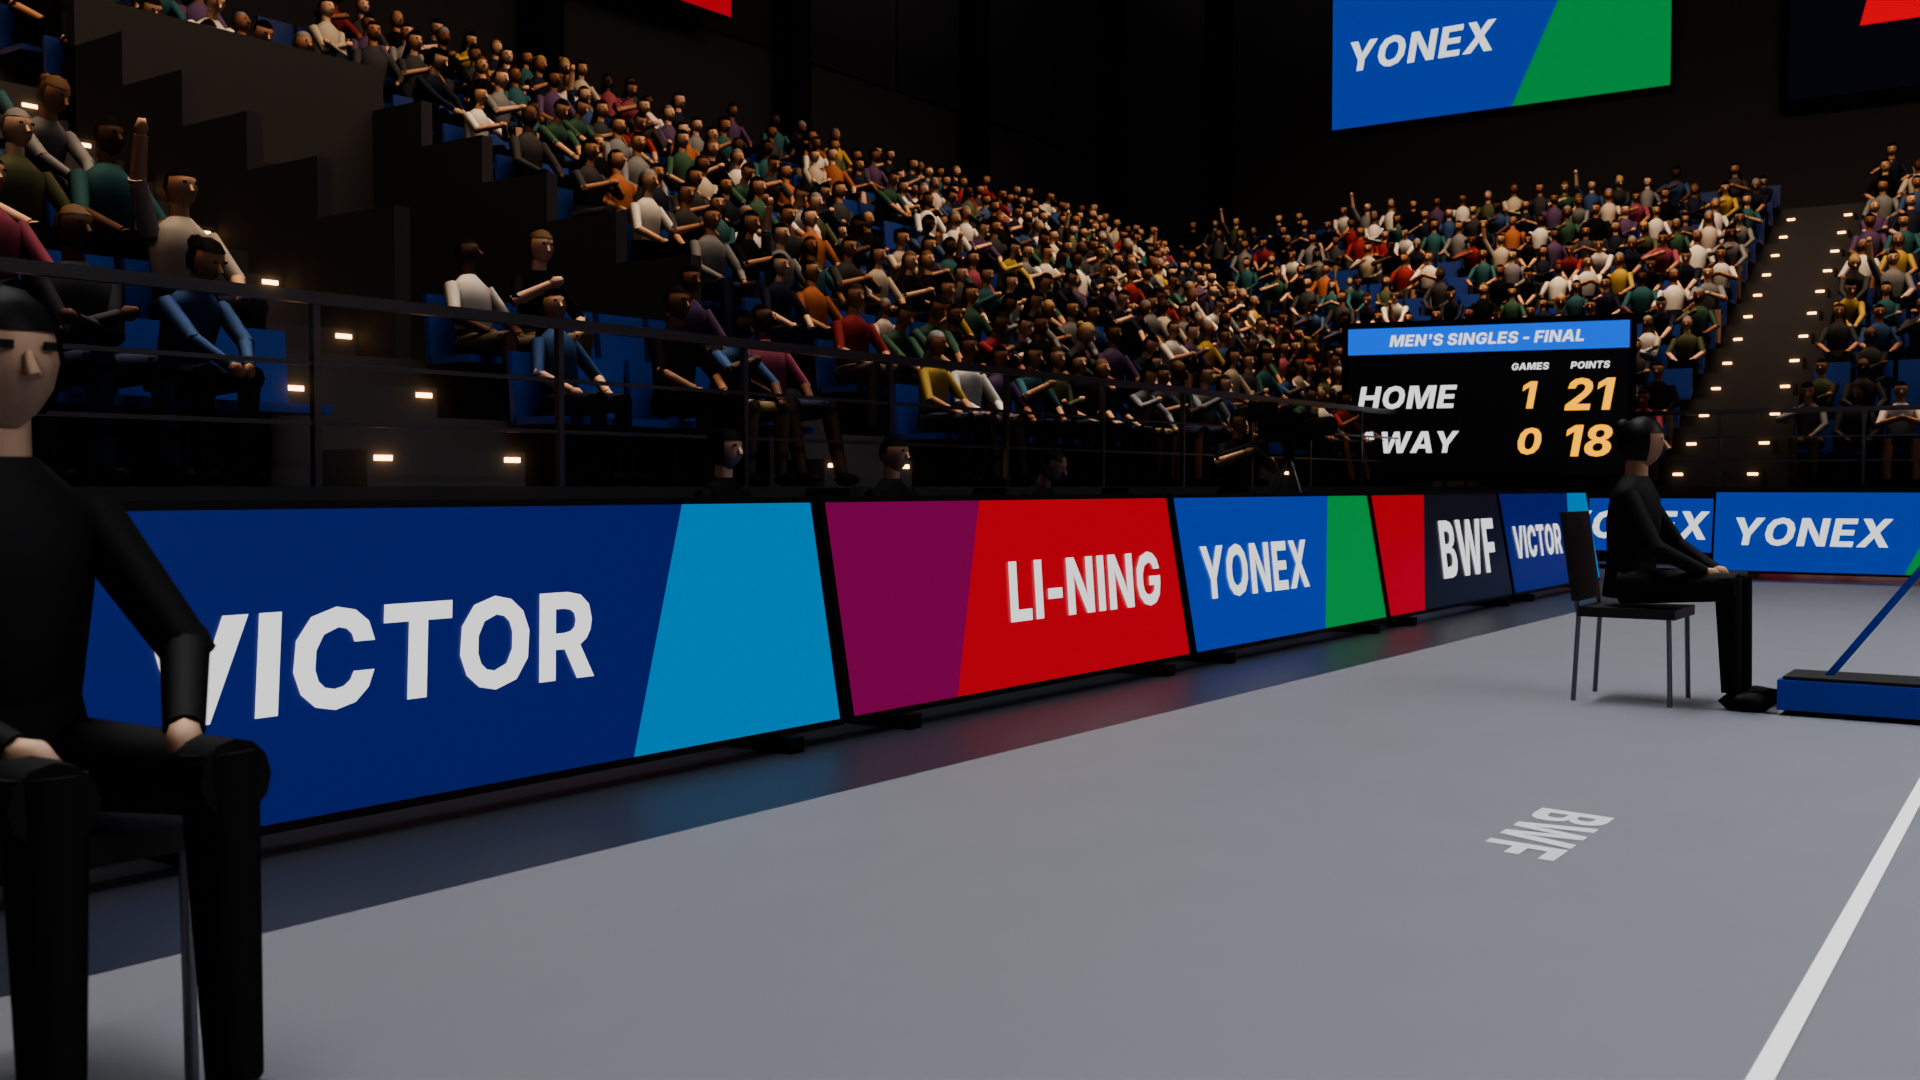 YONEX
MEN'S SINGLES - FINAL
GAMES POINTS
HOME 1 21
WAY 0 18
VICTOR
LI-NING
YONEX
BWF
VICTOR
YONEX
BWF